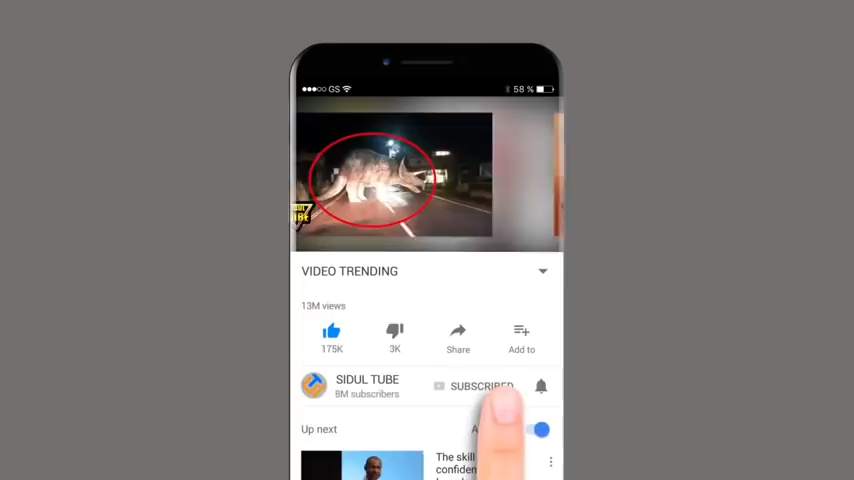 GS 58 %
VIDEO TRENDING
13M views
175K 3K Share Add to
SIDUL TUBE SUBSCRIBED
8M subscribers
Up next A
The skill
confiden